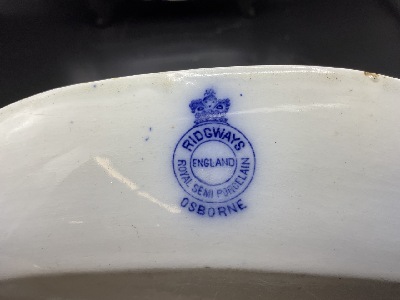 RIDGWAYS
ROYAL SEMI PORCELAIN
ENGLAND
OSBORNE